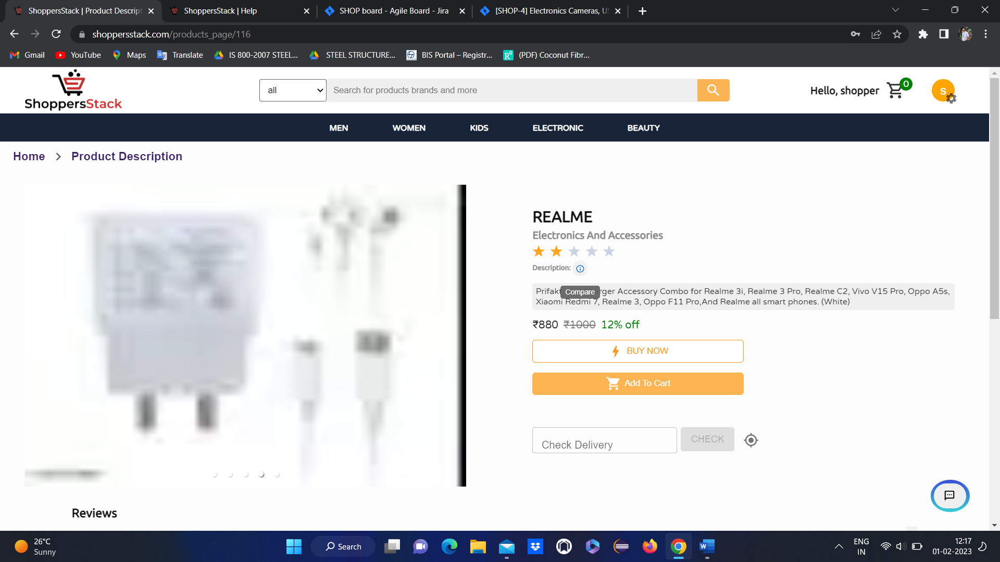 ShoppersStack | Product Descript
ShoppersStack | Help
SHOP board - Agile Board - Jira
[SHOP-4] Electronics Cameras, US
shoppersstack.com/products_page/116
Gmail
YouTube
Maps
Translate
IS 800-2007 STEEL...
STEEL STRUCTURE...
BIS Portal – Registr...
(PDF) Coconut Fibr...
ShoppersStack
all
Search for products brands and more
Hello, shopper
0
S
MEN
WOMEN
KIDS
ELECTRONIC
BEAUTY
Home
Product Description
REALME
Electronics And Accessories
Description:
Compare
Prifakt rger Accessory Combo for Realme 3i, Realme 3 Pro, Realme C2, Vivo V15 Pro, Oppo A5s,
Xiaomi Redmi 7, Realme 3, Oppo F11 Pro,And Realme all smart phones. (White)
₹880 ₹1000 12% off
BUY NOW
Add To Cart
Check Delivery
CHECK
Reviews
26°C
Sunny
Search
ENG
IN
12:17
01-02-2023